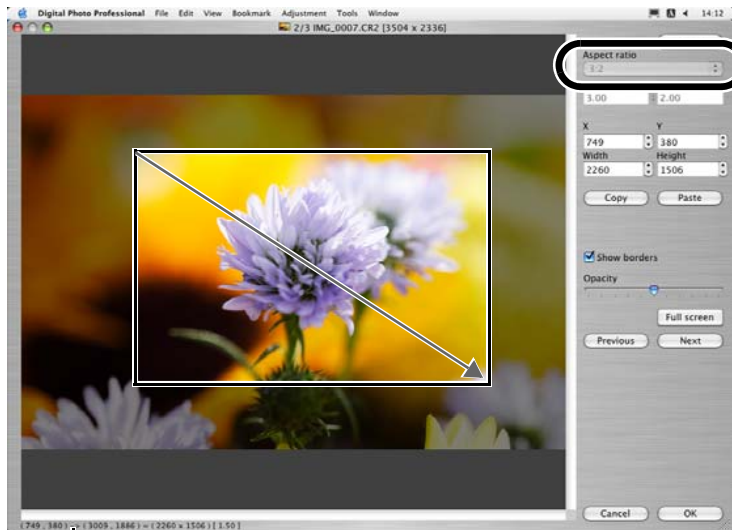 Digital Photo Professional File Edit View Bookmark Adjustment Tools Window 14:12
2/3 IMG_0007.CR2 [3504 x 2336]
Aspect ratio
3:2
3.00 : 2.00
X Y
749 380
Width Height
2260 1506
Copy Paste
Show borders
Opacity
Full screen
Previous Next
Cancel OK
(749 , 380) => (3009 , 1886) = (2260 x 1506) [ 1.50 ]